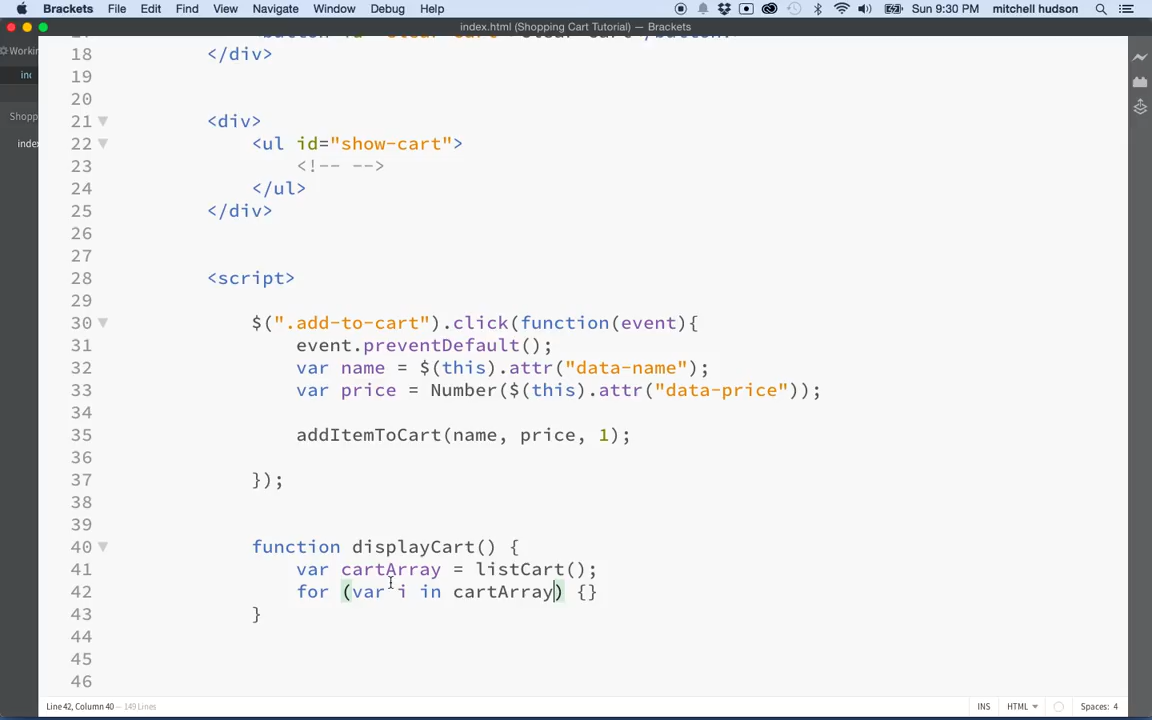 Brackets File Edit View Navigate Window Debug Help Sun 9:30 PM mitchell hudson
index.html (Shopping Cart Tutorial) — Brackets
Workin
18 </div>
19
ind
20
Shopp
21 <div>
22 <ul id="show-cart">
index
23 <!-- -->
24 </ul>
25 </div>
26
27
28 <script>
29
30 $(".add-to-cart").click(function(event){
31 event.preventDefault();
32 var name = $(this).attr("data-name");
33 var price = Number($(this).attr("data-price"));
34
35 addItemToCart(name, price, 1);
36
37 });
38
39
40 function displayCart() {
41 var cartArray = listCart();
42 for (var i in cartArray) {}
43 }
44
45
46
Line 42, Column 40 — 149 Lines INS HTML Spaces: 4